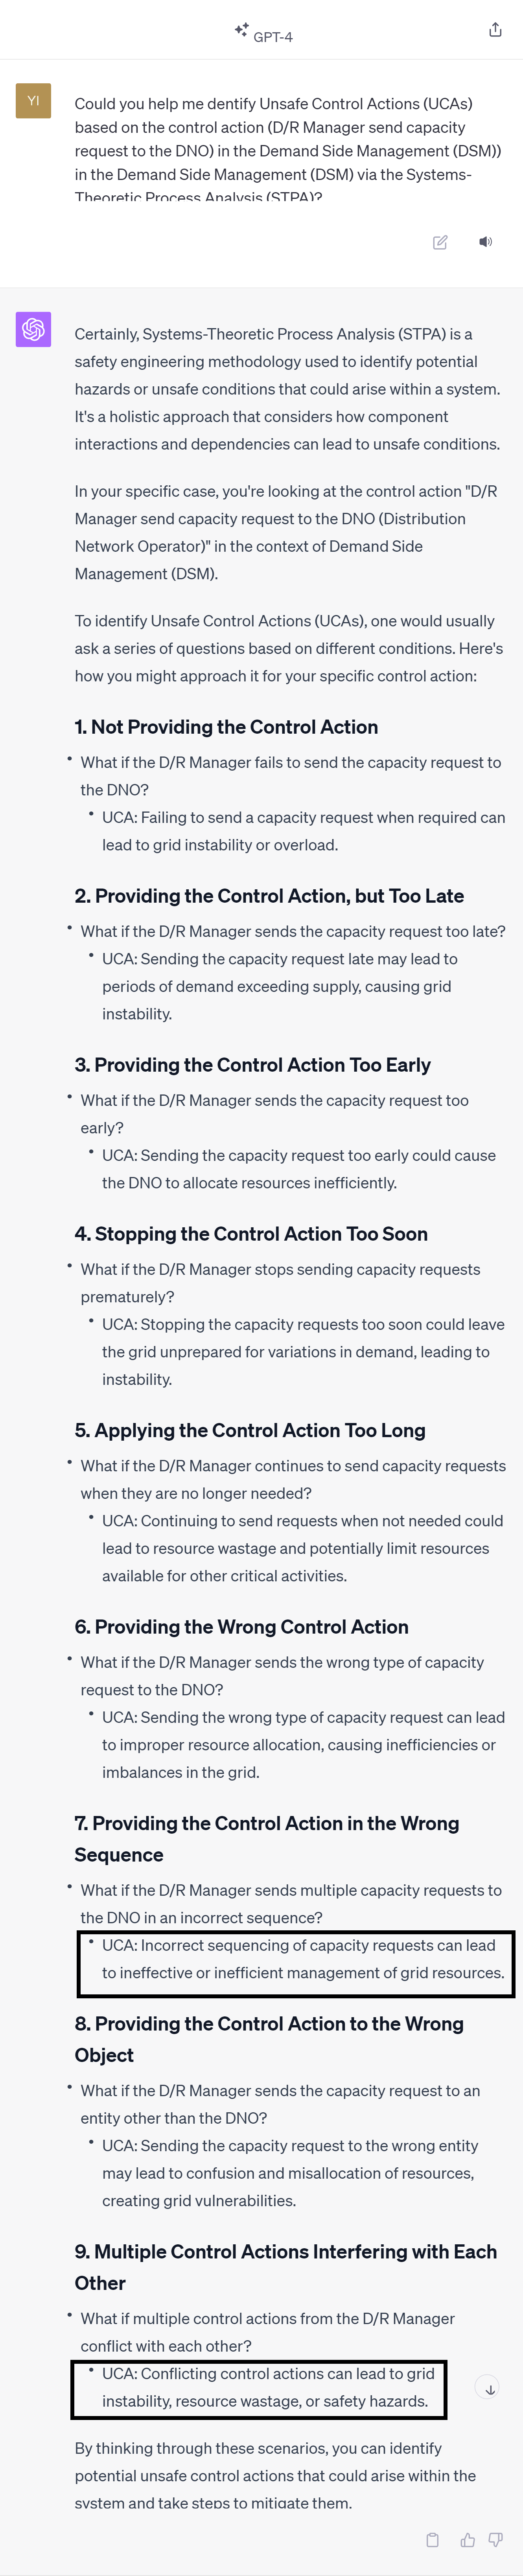 GPT-4
YI
Could you help me dentify Unsafe Control Actions (UCAs)
based on the control action (D/R Manager send capacity
request to the DNO) in the Demand Side Management (DSM))
in the Demand Side Management (DSM) via the Systems-
Theoretic Process Analysis (STPA)?
Certainly, Systems-Theoretic Process Analysis (STPA) is a
safety engineering methodology used to identify potential
hazards or unsafe conditions that could arise within a system.
It's a holistic approach that considers how component
interactions and dependencies can lead to unsafe conditions.
In your specific case, you're looking at the control action "D/R
Manager send capacity request to the DNO (Distribution
Network Operator)" in the context of Demand Side
Management (DSM).
To identify Unsafe Control Actions (UCAs), one would usually
ask a series of questions based on different conditions. Here's
how you might approach it for your specific control action:
1. Not Providing the Control Action
• What if the D/R Manager fails to send the capacity request to
the DNO?
• UCA: Failing to send a capacity request when required can
lead to grid instability or overload.
2. Providing the Control Action, but Too Late
• What if the D/R Manager sends the capacity request too late?
• UCA: Sending the capacity request late may lead to
periods of demand exceeding supply, causing grid
instability.
3. Providing the Control Action Too Early
• What if the D/R Manager sends the capacity request too
early?
• UCA: Sending the capacity request too early could cause
the DNO to allocate resources inefficiently.
4. Stopping the Control Action Too Soon
• What if the D/R Manager stops sending capacity requests
prematurely?
• UCA: Stopping the capacity requests too soon could leave
the grid unprepared for variations in demand, leading to
instability.
5. Applying the Control Action Too Long
• What if the D/R Manager continues to send capacity requests
when they are no longer needed?
• UCA: Continuing to send requests when not needed could
lead to resource wastage and potentially limit resources
available for other critical activities.
6. Providing the Wrong Control Action
• What if the D/R Manager sends the wrong type of capacity
request to the DNO?
• UCA: Sending the wrong type of capacity request can lead
to improper resource allocation, causing inefficiencies or
imbalances in the grid.
7. Providing the Control Action in the Wrong
Sequence
• What if the D/R Manager sends multiple capacity requests to
the DNO in an incorrect sequence?
• UCA: Incorrect sequencing of capacity requests can lead
to ineffective or inefficient management of grid resources.
8. Providing the Control Action to the Wrong
Object
• What if the D/R Manager sends the capacity request to an
entity other than the DNO?
• UCA: Sending the capacity request to the wrong entity
may lead to confusion and misallocation of resources,
creating grid vulnerabilities.
9. Multiple Control Actions Interfering with Each
Other
• What if multiple control actions from the D/R Manager
conflict with each other?
• UCA: Conflicting control actions can lead to grid
instability, resource wastage, or safety hazards.
By thinking through these scenarios, you can identify
potential unsafe control actions that could arise within the
system and take steps to mitigate them.